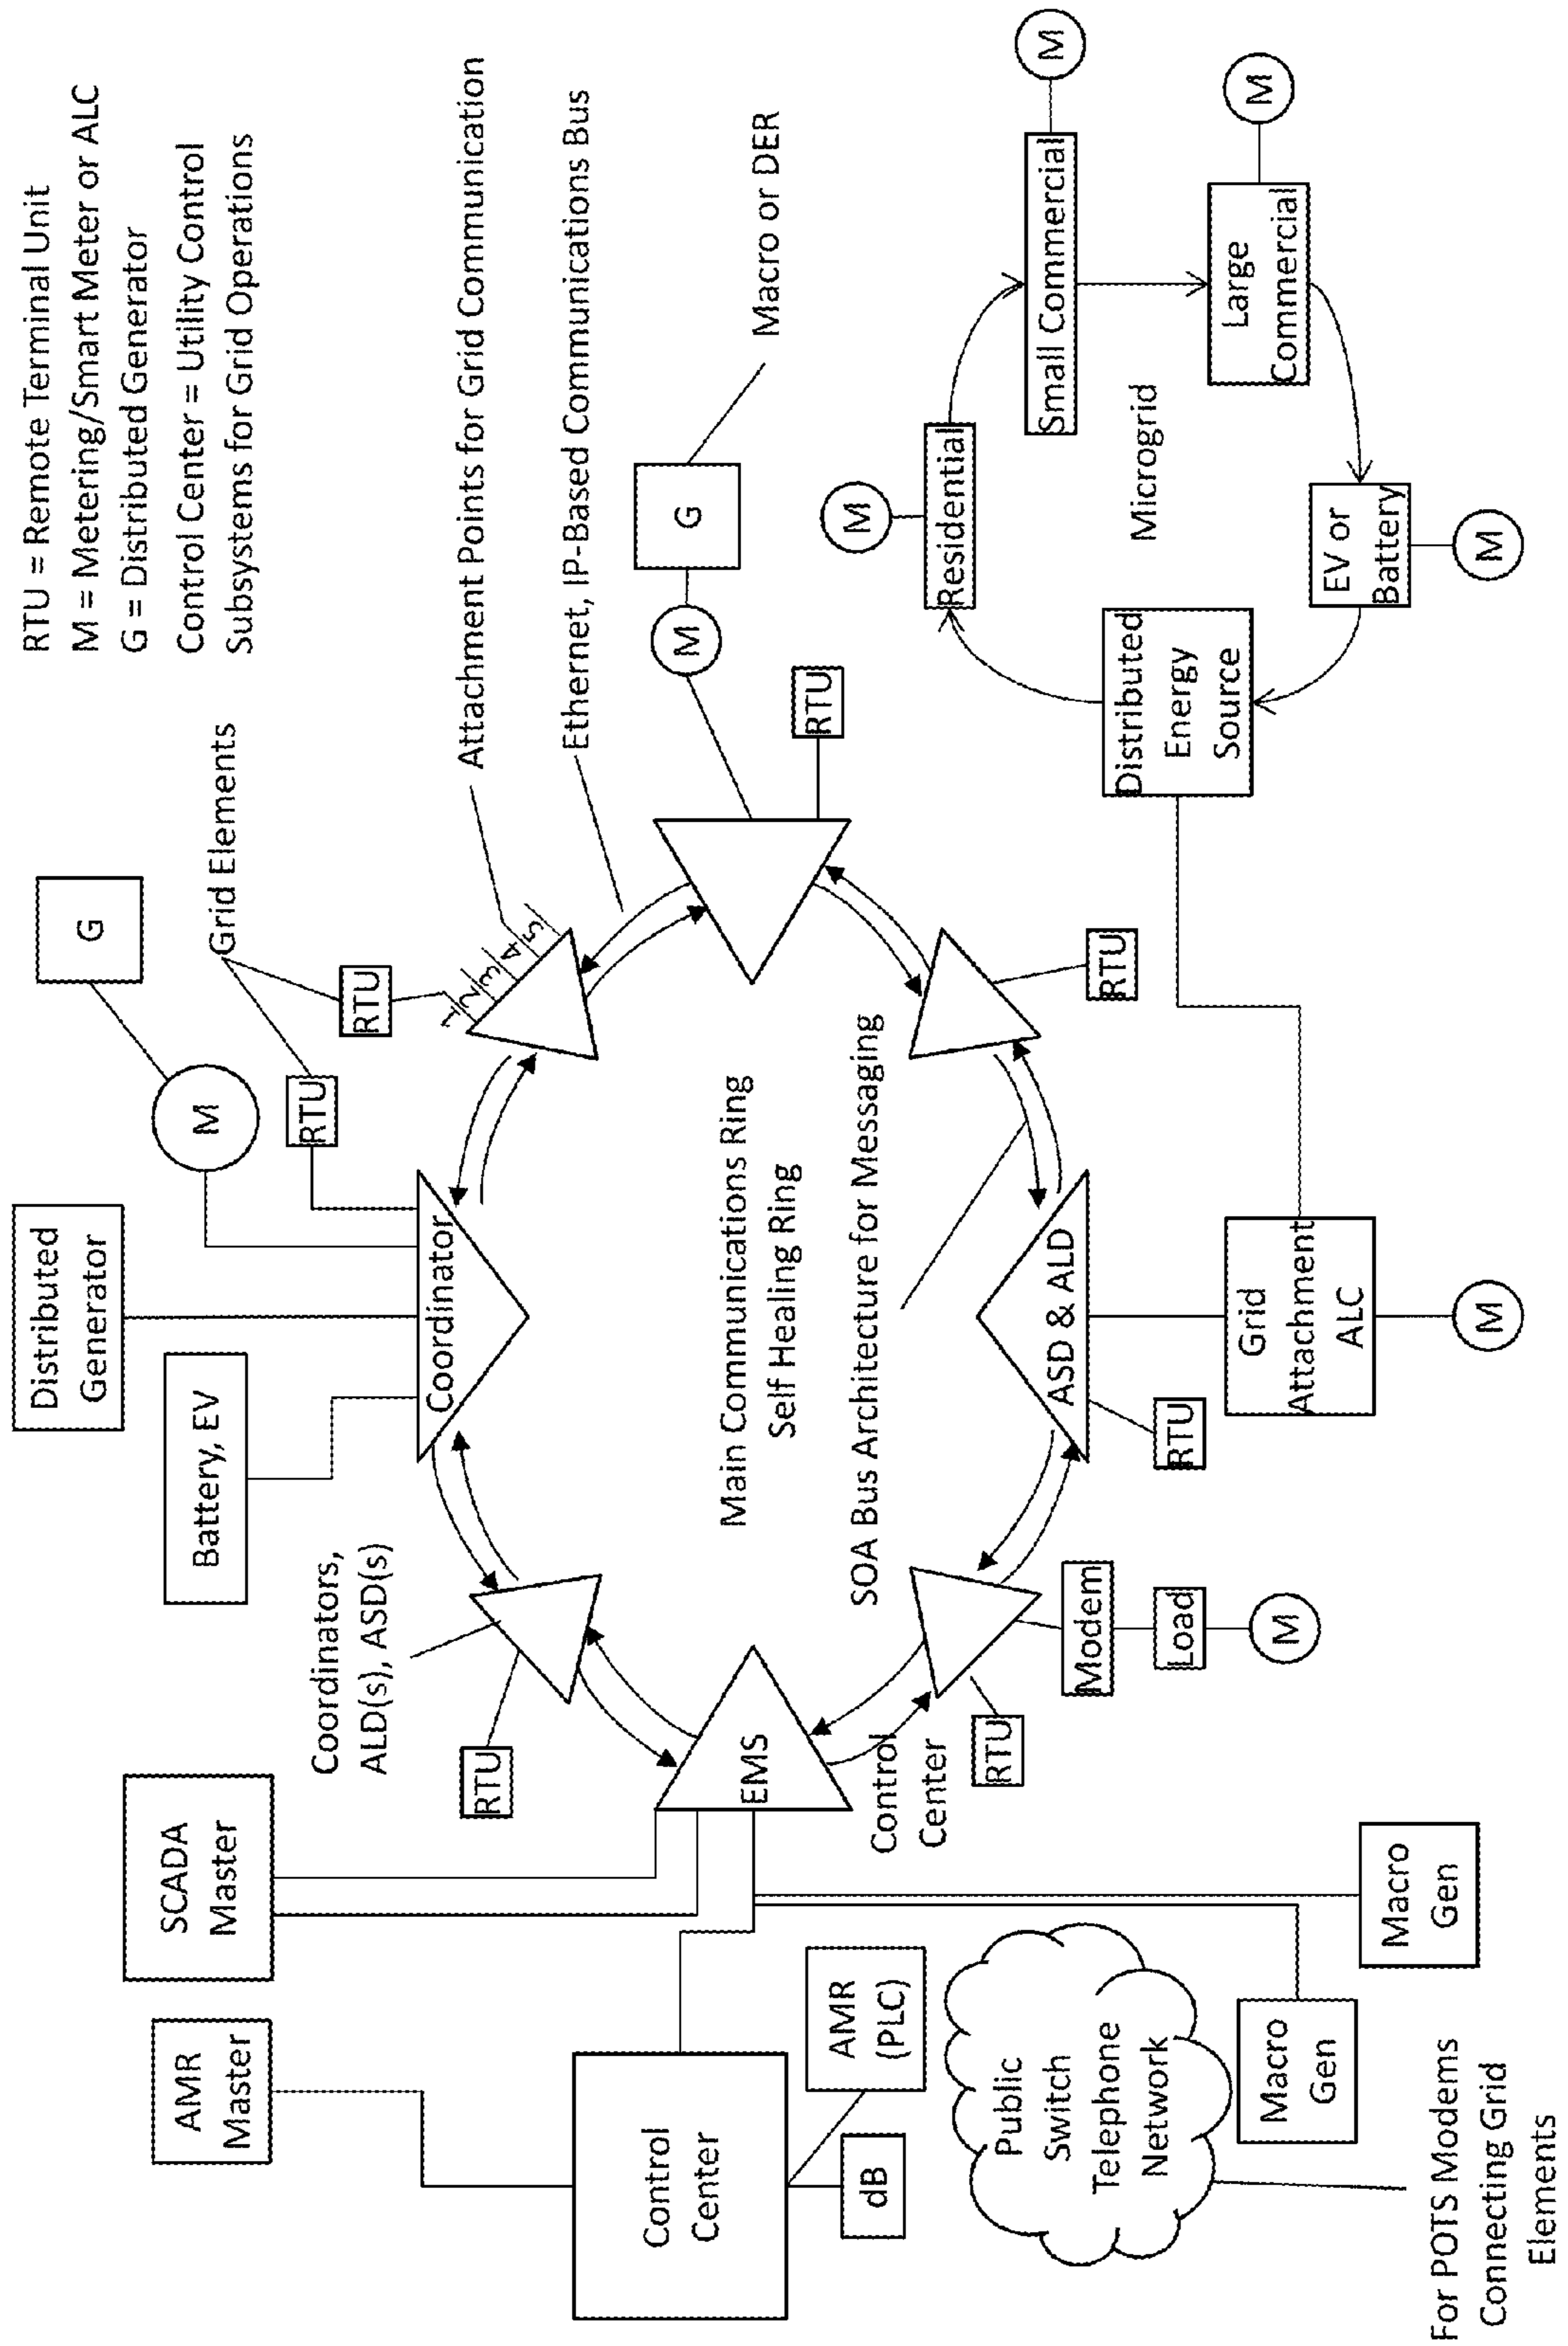 RTU = Remote Terminal Unit
M = Metering/Smart Meter or ALC
G = Distributed Generator
Control Center = Utility Control
Subsystems for Grid Operations
AMR
Master
SCADA
Master
Battery, EV
Distributed
Generator
M
G
Grid Elements
RTU
RTU
1
2
3
4
5
Attachment Points for Grid Communication
Ethernet, IP-Based Communications Bus
Coordinators,
ALD(s), ASD(s)
RTU
Coordinator
Control
Center
dB
AMR
(PLC)
EMS
Control
Center
Main Communications Ring
Self Healing Ring
SOA Bus Architecture for Messaging
M
G
Macro or DER
RTU
RTU
RTU
Modem
Load
M
ASD & ALD
RTU
Grid
Attachment
ALC
M
Public
Switch
Telephone
Network
Macro
Gen
Macro
Gen
For POTS Modems
Connecting Grid
Elements
Distributed
Energy
Source
Residential
M
Small Commercial
M
Microgrid
Large
Commercial
M
EV or
Battery
M